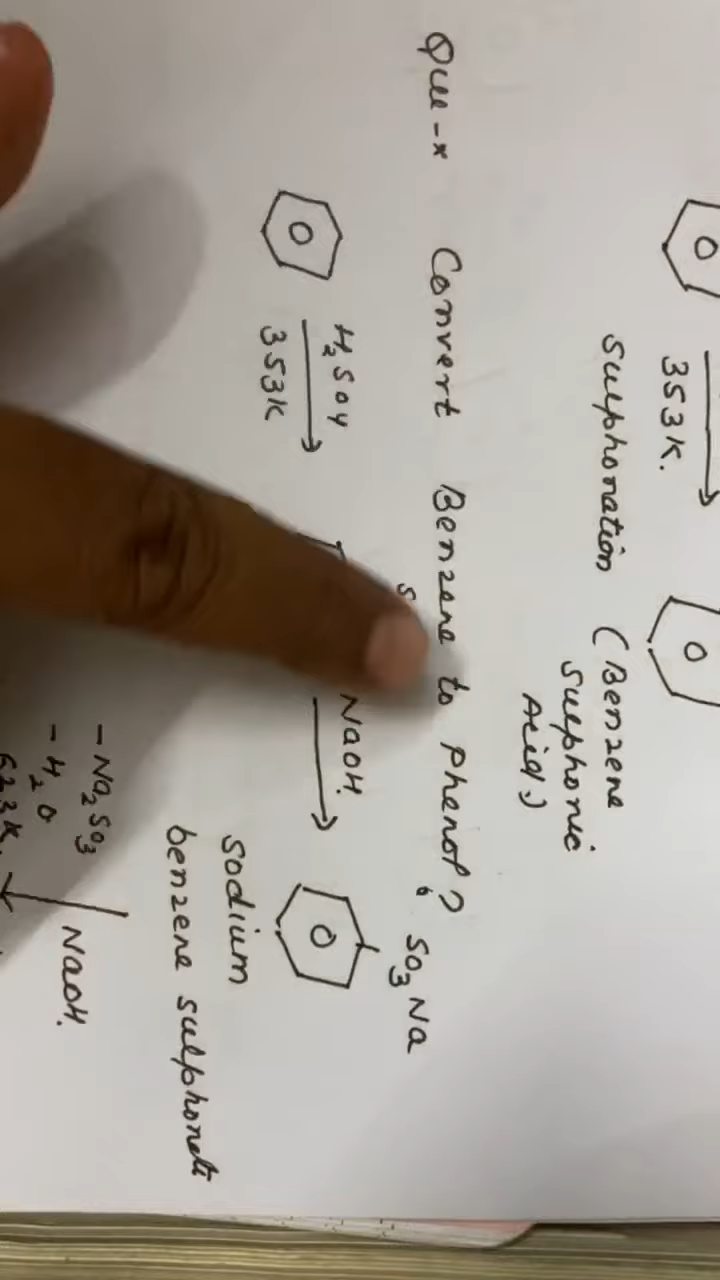 353K.
sulphonation (Benzene
sulphonic
Acid.)
Que-x Convert Benzene to phenol?
SO3Na
H2SO4
353K
NaOH.
sodium
benzene sulphonate
-Na2SO3
-H2O
623K.
NaOH.